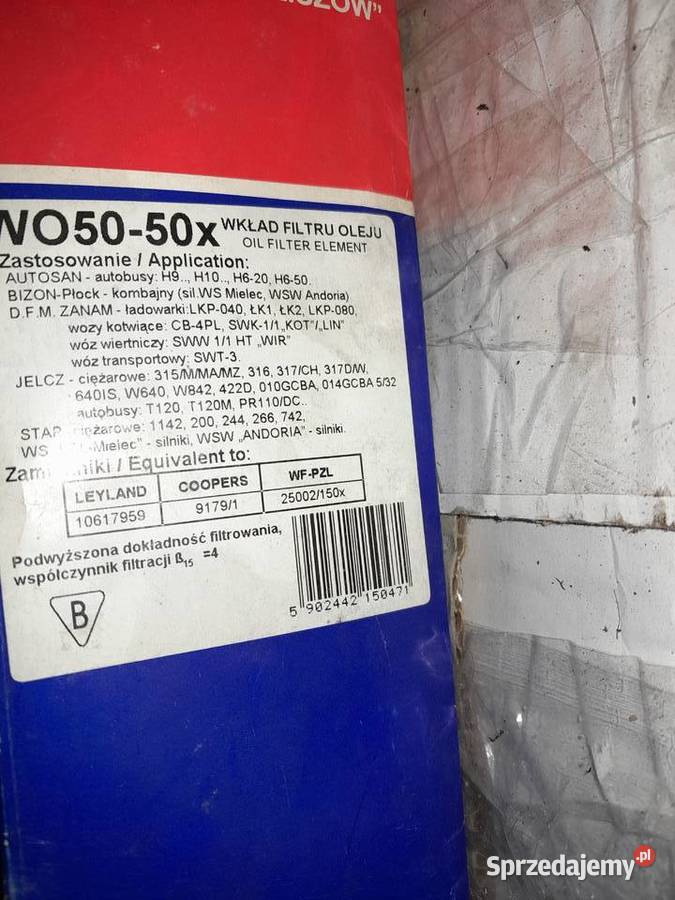 WO50-50x WKŁAD FILTRU OLEJU
OIL FILTER ELEMENT
Zastosowanie / Application:
AUTOSAN - autobusy: H9.., H10.., H6-20, H6-50.
BIZON-Płock - kombajny (sil.WS Mielec, WSW Andoria)
D.F.M. ZANAM - ładowarki:LKP-040, ŁK1, ŁK2, LKP-080,
wozy kotwiące: CB-4PL, SWK-1/1„KOT"/„LIN"
wóz wiertniczy: SWW 1/1 HT „WIR"
wóz transportowy: SWT-3.
JELCZ - ciężarowe: 315/M/MA/MZ, 316, 317/CH, 317D/W,
640IS, W640, W842, 422D, 010GCBA, 014GCBA 5/32
autobusy: T120, T120M, PR110/DC..
STAR ciężarowe: 1142, 200, 244, 266, 742,
WS -Mielec" - silniki, WSW „ANDORIA" - silniki.
Zamienniki / Equivalent to:
LEYLAND COOPERS WF-PZL
10617959 9179/1 25002/150x
Podwyższona dokładność filtrowania,
współczynnik filtracji ß15 =4
B
5 902442 150471
Sprzedajemy.pl